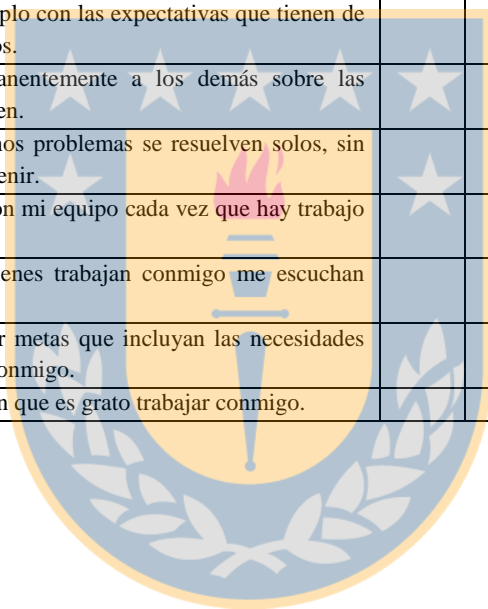 plo con las expectativas que tienen de
os.
anentemente a los demás sobre las
en.
nos problemas se resuelven solos, sin
enir.
on mi equipo cada vez que hay trabajo
enes trabajan conmigo me escuchan
r metas que incluyan las necesidades
onmigo.
n que es grato trabajar conmigo.